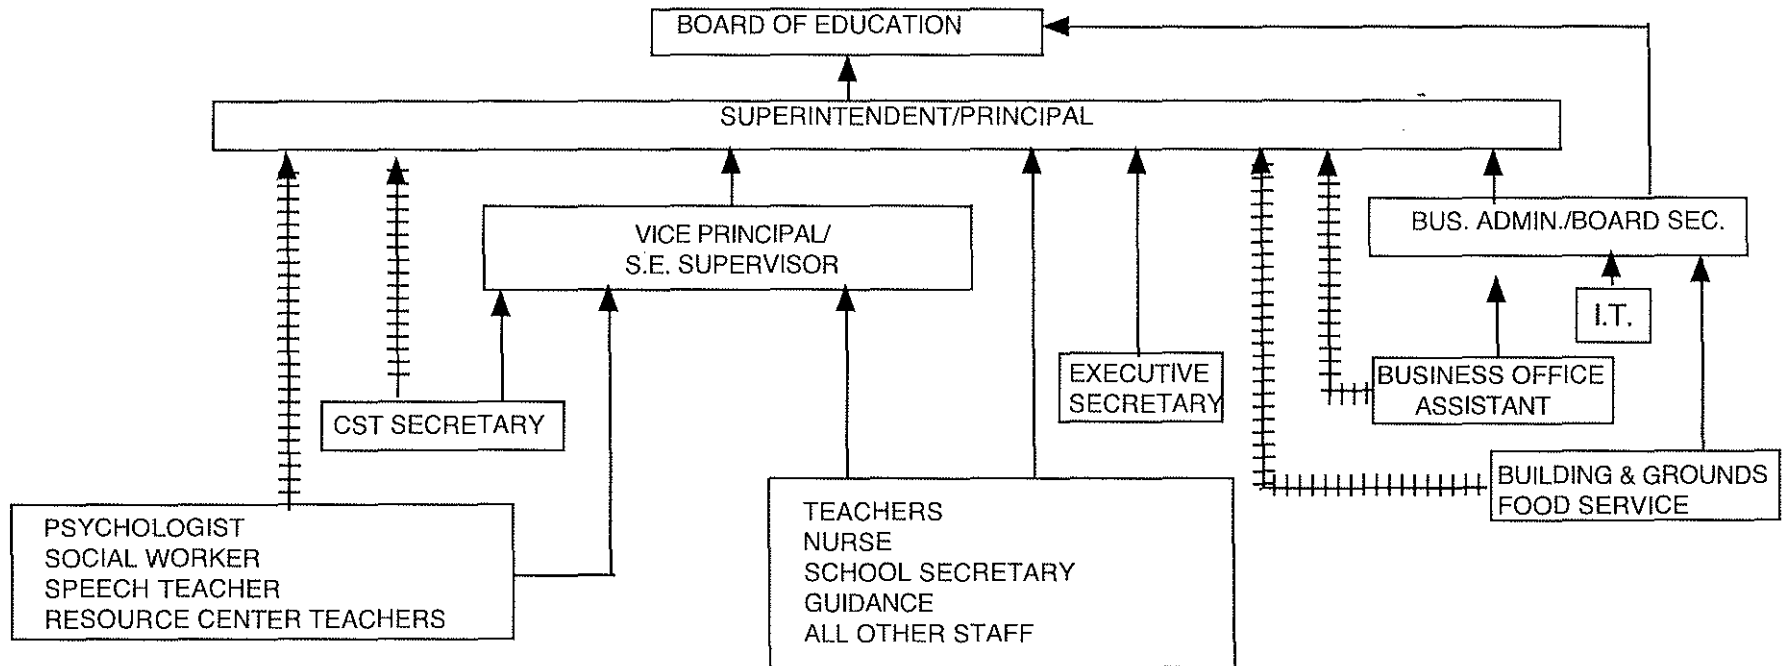 BOARD OF EDUCATION
SUPERINTENDENT/PRINCIPAL
VICE PRINCIPAL/
S.E. SUPERVISOR
BUS. ADMIN./BOARD SEC.
I.T.
EXECUTIVE
SECRETARY
BUSINESS OFFICE
ASSISTANT
CST SECRETARY
BUILDING & GROUNDS
FOOD SERVICE
PSYCHOLOGIST
SOCIAL WORKER
SPEECH TEACHER
RESOURCE CENTER TEACHERS
TEACHERS
NURSE
SCHOOL SECRETARY
GUIDANCE
ALL OTHER STAFF